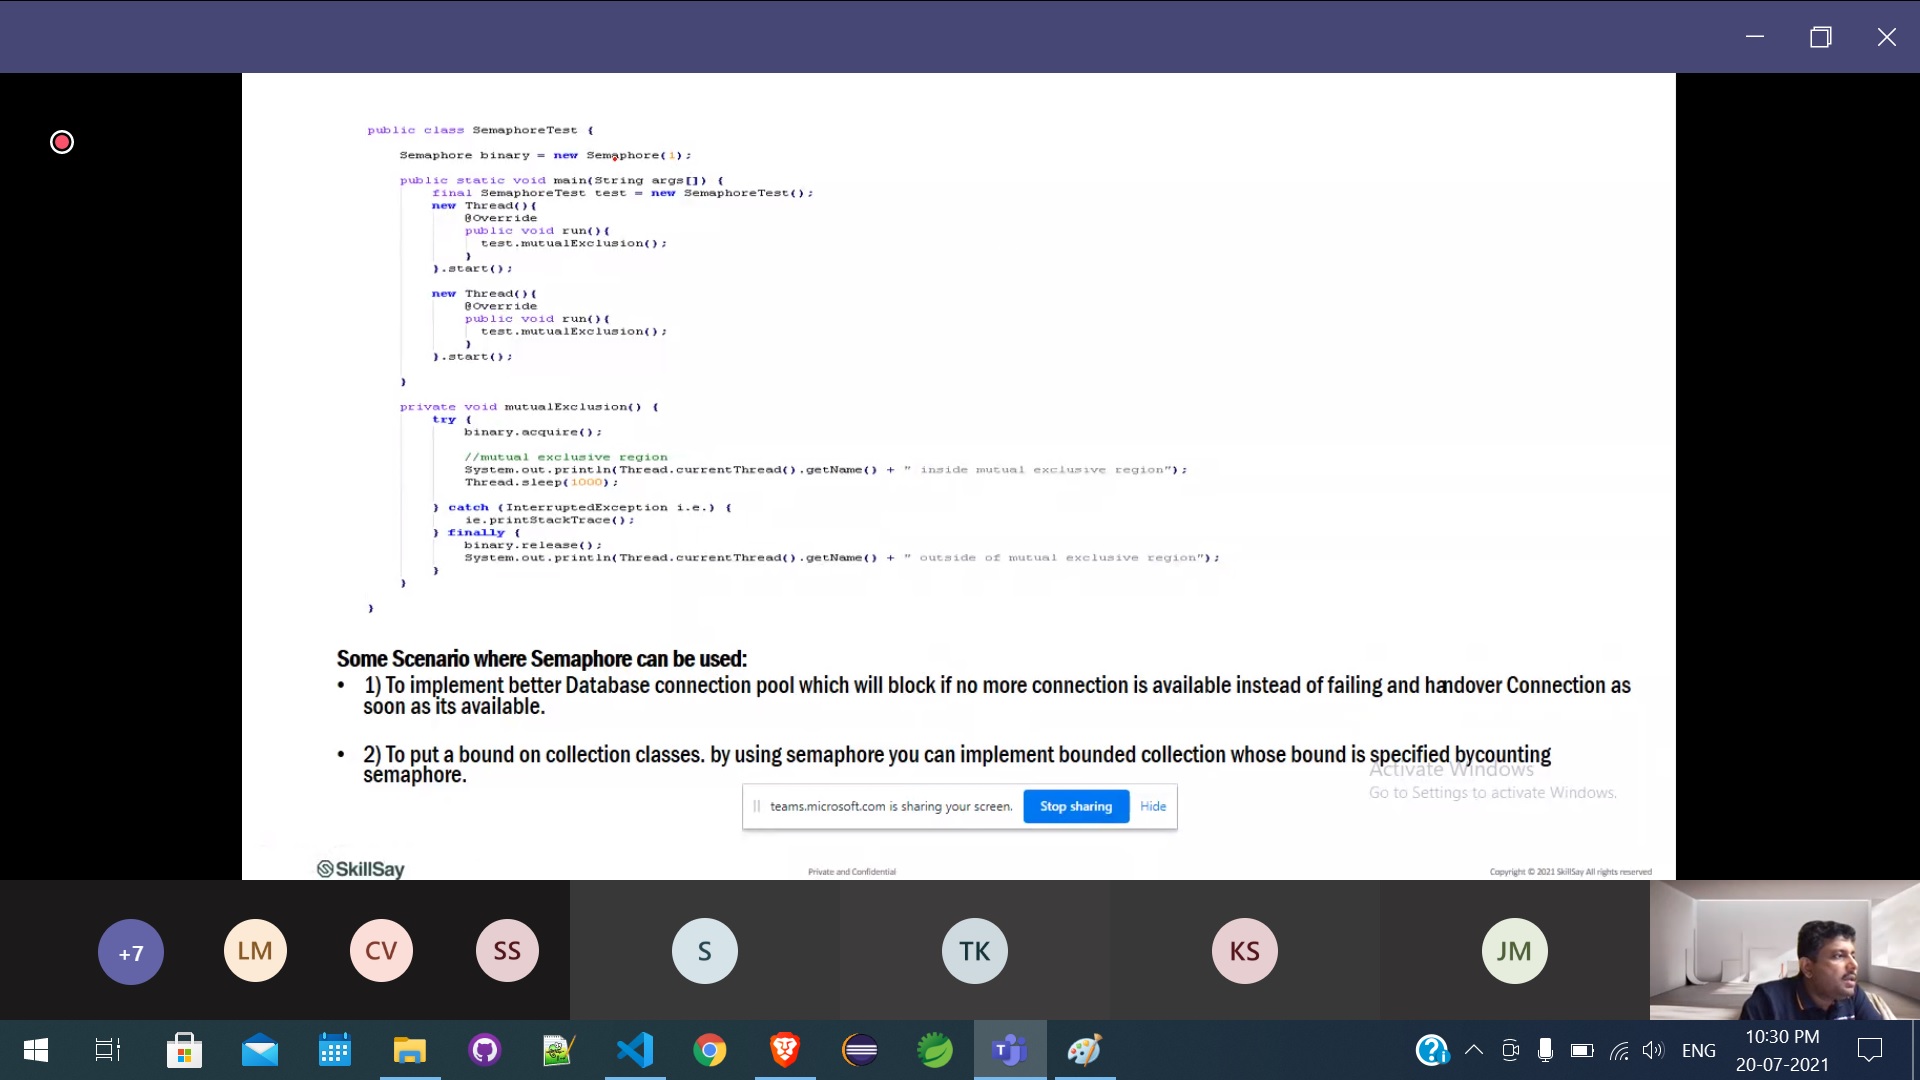 public class SemaphoreTest {
Semaphore binary = new Semaphore(1);
public static void main(String args[]) {
final SemaphoreTest test = new SemaphoreTest();
new Thread(){
@Override
public void run(){
test.mutualExclusion();
}
}.start();
new Thread(){
@Override
public void run(){
test.mutualExclusion();
}
}.start();
}
private void mutualExclusion() {
try {
binary.acquire();
//mutual exclusive region
System.out.println(Thread.currentThread().getName() + " inside mutual exclusive region");
Thread.sleep(1000);
} catch (InterruptedException i.e.) {
ie.printStackTrace();
} finally {
binary.release();
System.out.println(Thread.currentThread().getName() + " outside of mutual exclusive region");
}
}
}
Some Scenario where Semaphore can be used:
• 1) To implement better Database connection pool which will block if no more connection is available instead of failing and handover Connection as
soon as its available.
• 2) To put a bound on collection classes. by using semaphore you can implement bounded collection whose bound is specified bycounting
semaphore.
Activate Windows
Go to Settings to activate Windows.
teams.microsoft.com is sharing your screen. Stop sharing Hide
SkillSay
Private and Confidential
Copyright © 2021 SkillSay All rights reserved
+7 LM CV SS S TK KS JM
ENG
10:30 PM
20-07-2021